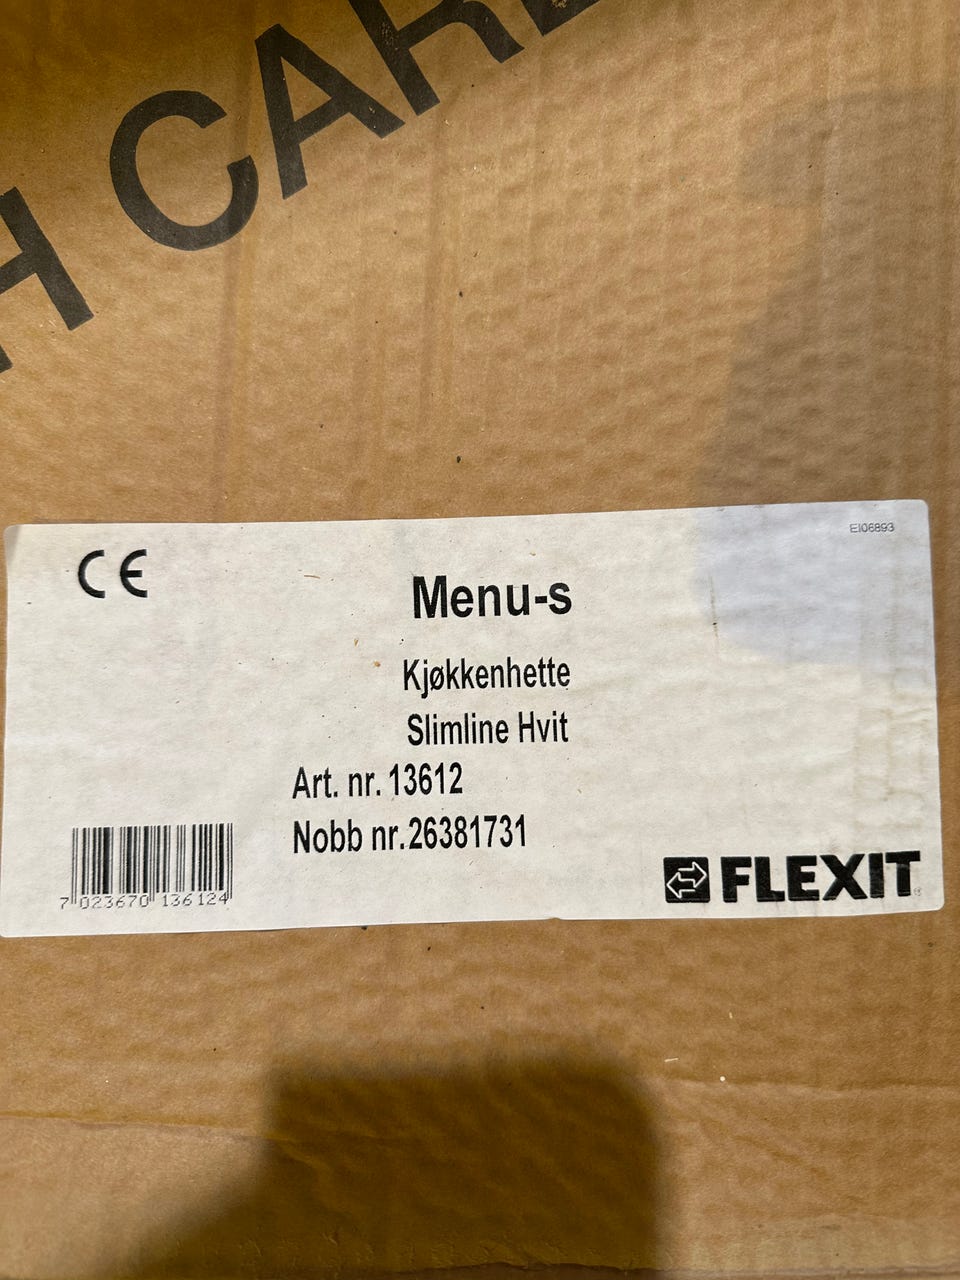 H CARE
CE
EI06893
Menu-s
Kjøkkenhette
Slimline Hvit
Art. nr. 13612
Nobb nr.26381731
7 023670 136124
FLEXIT